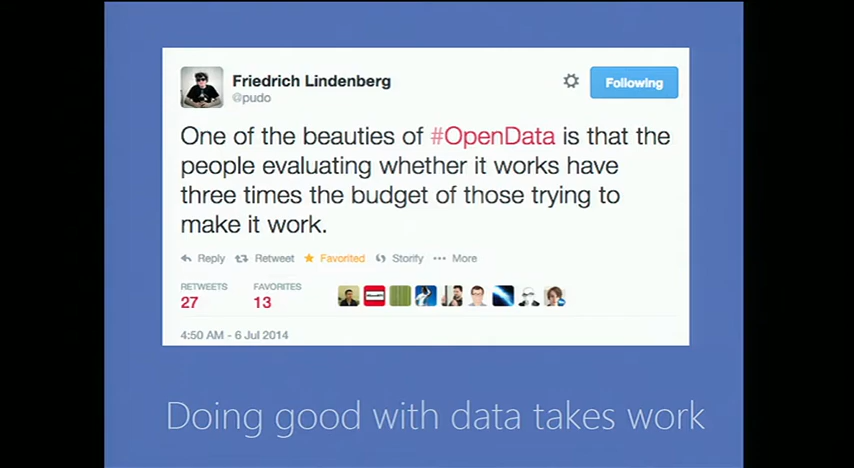 Friedrich Lindenberg
@pudo
Following
One of the beauties of #OpenData is that the
people evaluating whether it works have
three times the budget of those trying to
make it work.
Reply Retweet Favorited Storify More
RETWEETS FAVORITES
27 13
4:50 AM - 6 Jul 2014
Doing good with data takes work